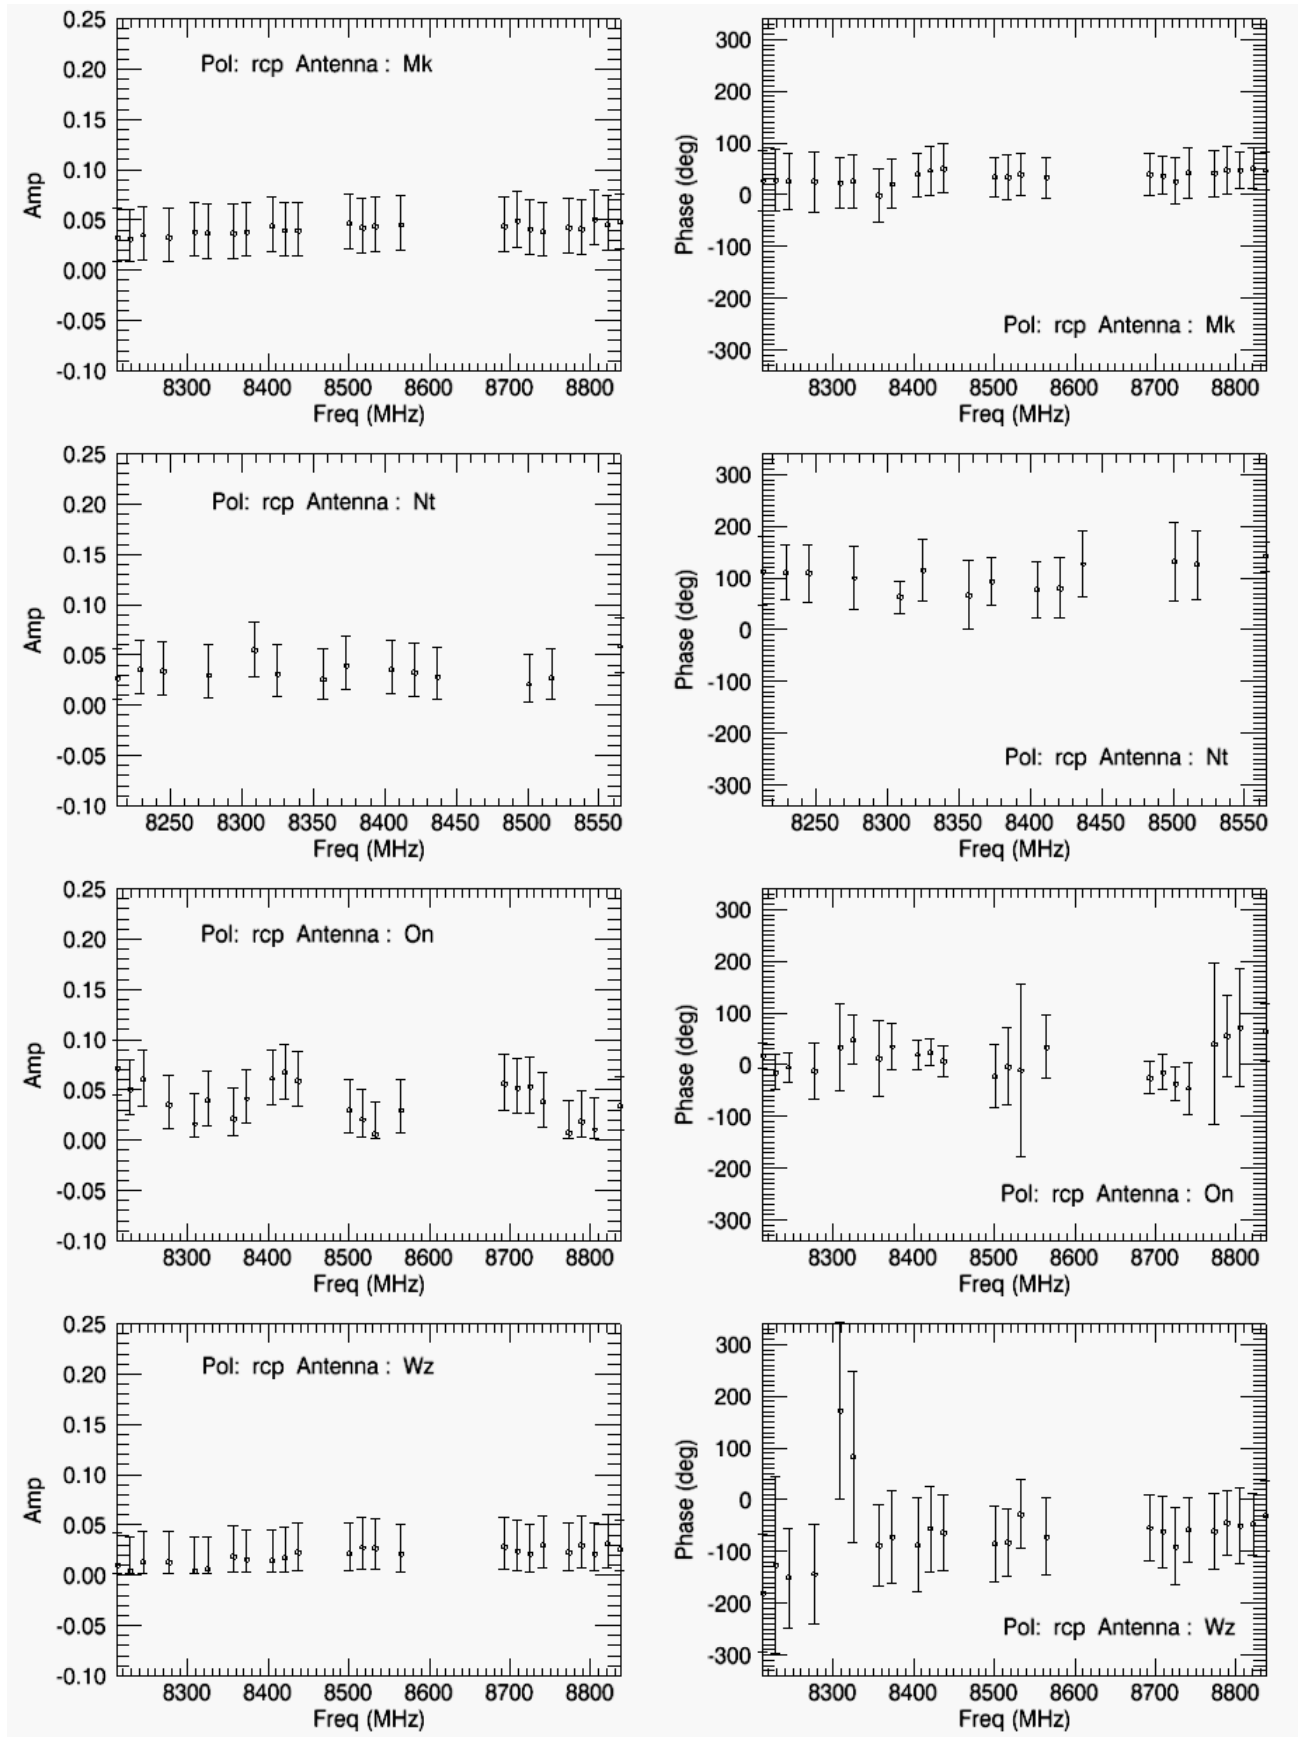 0.25
0.20
0.15
0.10
0.05
0.00
-0.05
-0.10
Amp
Pol: rcp Antenna : Mk
8300 8400 8500 8600 8700 8800
Freq (MHz)
300
200
100
0
-100
-200
-300
Phase (deg)
Pol: rcp Antenna : Mk
8300 8400 8500 8600 8700 8800
Freq (MHz)
0.25
0.20
0.15
0.10
0.05
0.00
-0.05
-0.10
Amp
Pol: rcp Antenna : Nt
8250 8300 8350 8400 8450 8500 8550
Freq (MHz)
300
200
100
0
-100
-200
-300
Phase (deg)
Pol: rcp Antenna : Nt
8250 8300 8350 8400 8450 8500 8550
Freq (MHz)
0.25
0.20
0.15
0.10
0.05
0.00
-0.05
-0.10
Amp
Pol: rcp Antenna : On
8300 8400 8500 8600 8700 8800
Freq (MHz)
300
200
100
0
-100
-200
-300
Phase (deg)
Pol: rcp Antenna : On
8300 8400 8500 8600 8700 8800
Freq (MHz)
0.25
0.20
0.15
0.10
0.05
0.00
-0.05
-0.10
Amp
Pol: rcp Antenna : Wz
8300 8400 8500 8600 8700 8800
Freq (MHz)
300
200
100
0
-100
-200
-300
Phase (deg)
Pol: rcp Antenna : Wz
8300 8400 8500 8600 8700 8800
Freq (MHz)